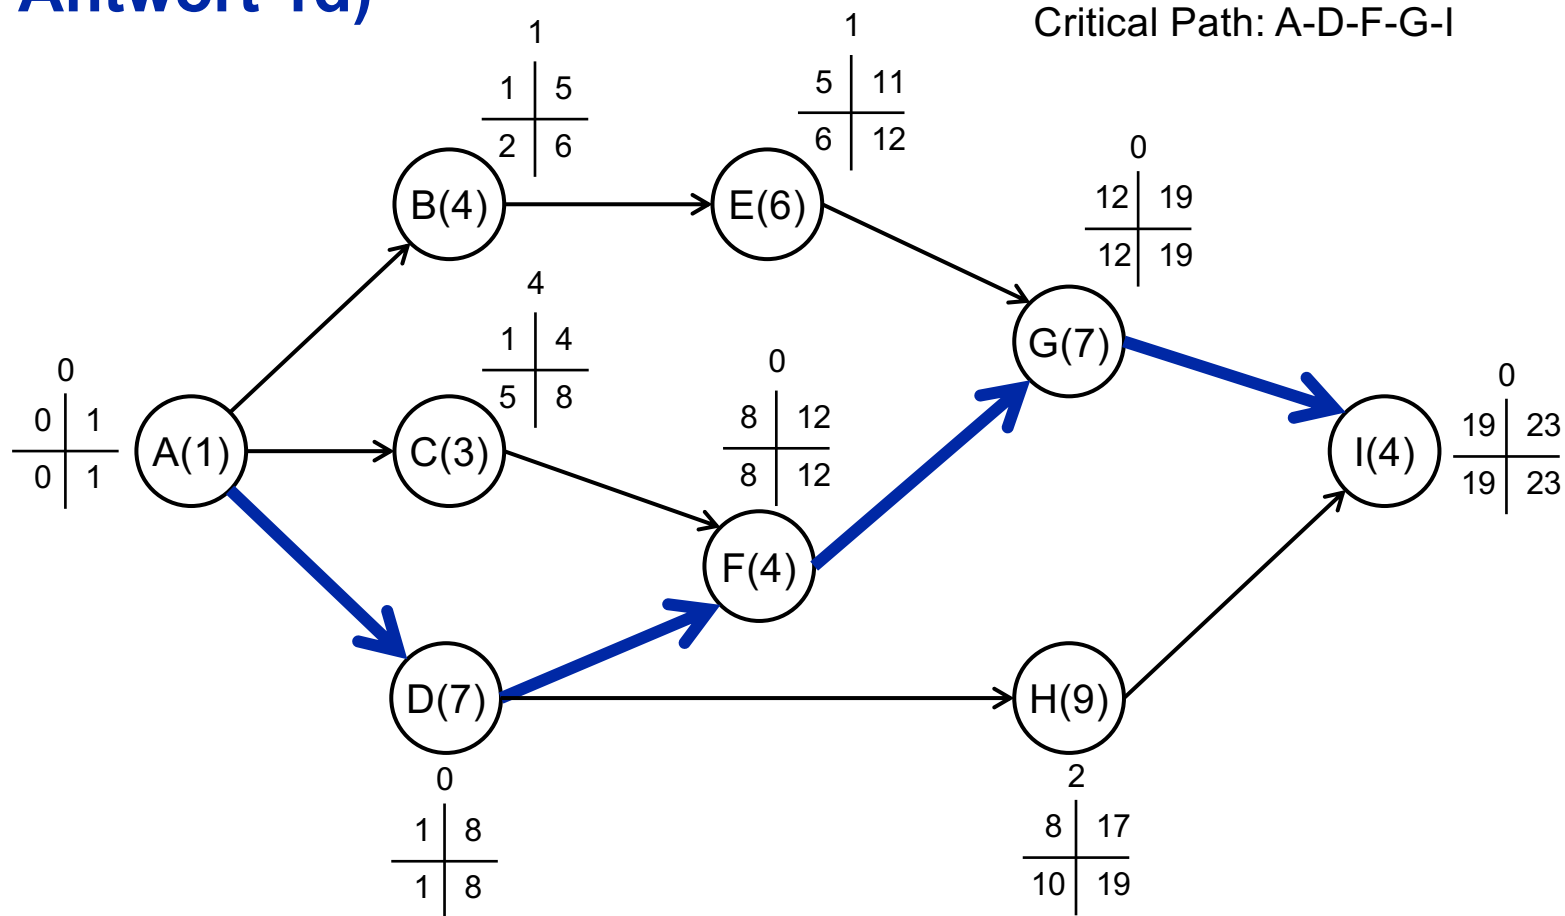 Antwort 1d)
Critical Path: A-D-F-G-I
1
1 5
2 6
B(4)
1
5 11
6 12
E(6)
0
12 19
12 19
G(7)
4
1 4
5 8
C(3)
0
0 1
0 1
A(1)
0
8 12
8 12
F(4)
0
19 23
19 23
I(4)
D(7)
0
1 8
1 8
H(9)
2
8 17
10 19